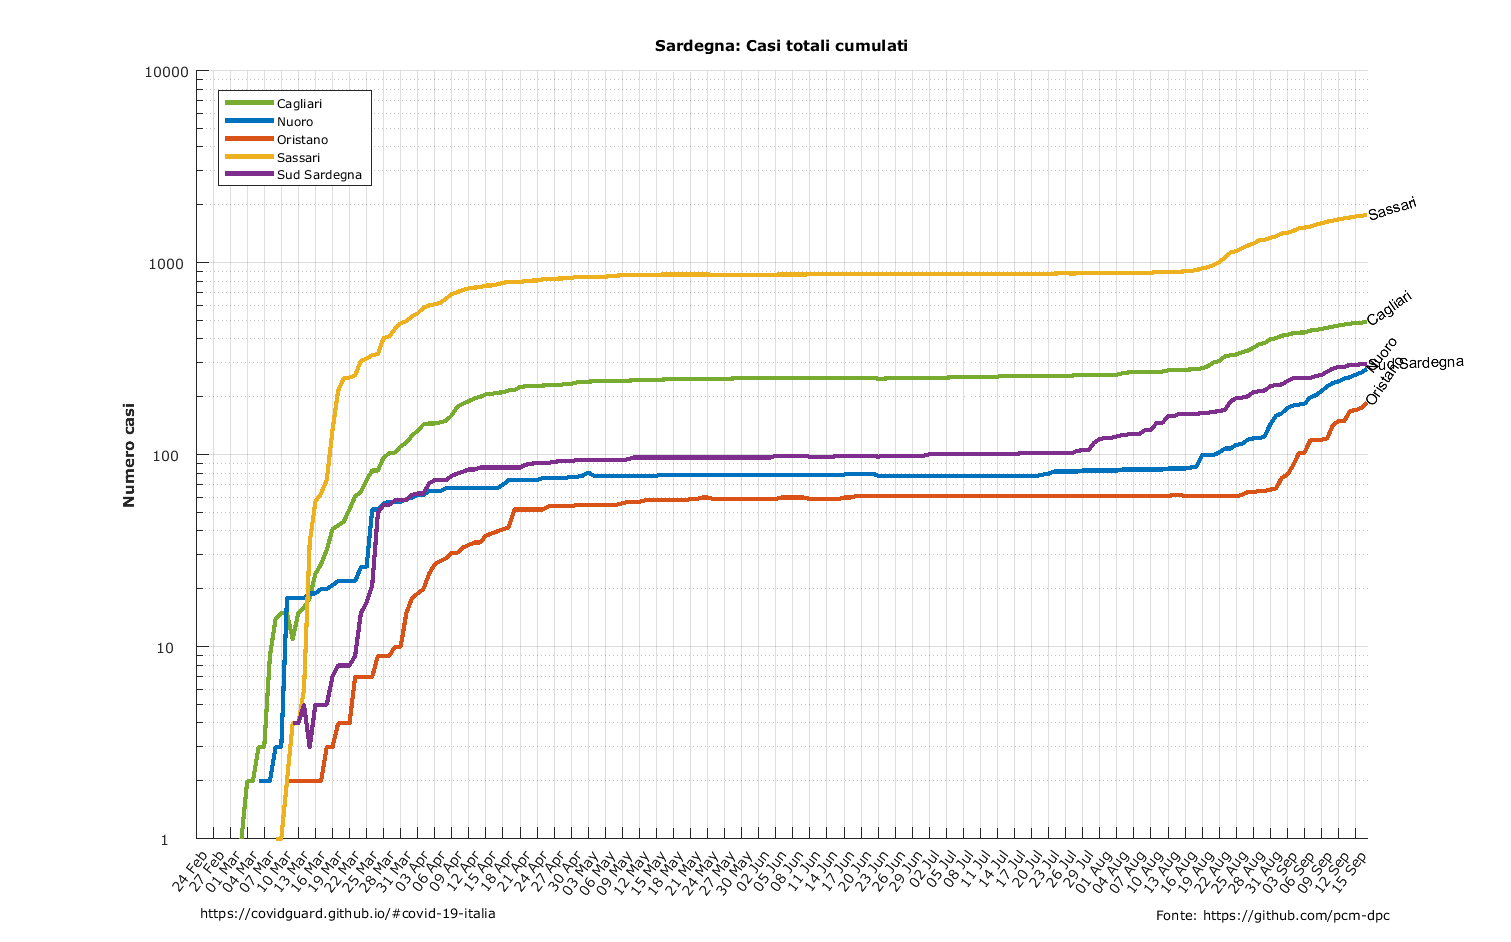 Sardegna: Casi totali cumulati
10000
1000
100
10
1
Numero casi
Cagliari
Nuoro
Oristano
Sassari
Sud Sardegna
Sassari
Cagliari
Nuoro
Sud Sardegna
Oristano
24 Feb
27 Feb
01 Mar
04 Mar
07 Mar
10 Mar
13 Mar
16 Mar
19 Mar
22 Mar
25 Mar
28 Mar
31 Mar
03 Apr
06 Apr
09 Apr
12 Apr
15 Apr
18 Apr
21 Apr
24 Apr
27 Apr
30 Apr
03 May
06 May
09 May
12 May
15 May
18 May
21 May
24 May
27 May
30 May
02 Jun
05 Jun
08 Jun
11 Jun
14 Jun
17 Jun
20 Jun
23 Jun
26 Jun
29 Jun
02 Jul
05 Jul
08 Jul
11 Jul
14 Jul
17 Jul
20 Jul
23 Jul
26 Jul
29 Jul
01 Aug
04 Aug
07 Aug
10 Aug
13 Aug
16 Aug
19 Aug
22 Aug
25 Aug
28 Aug
31 Aug
03 Sep
06 Sep
09 Sep
12 Sep
15 Sep
https://covidguard.github.io/#covid-19-italia
Fonte: https://github.com/pcm-dpc